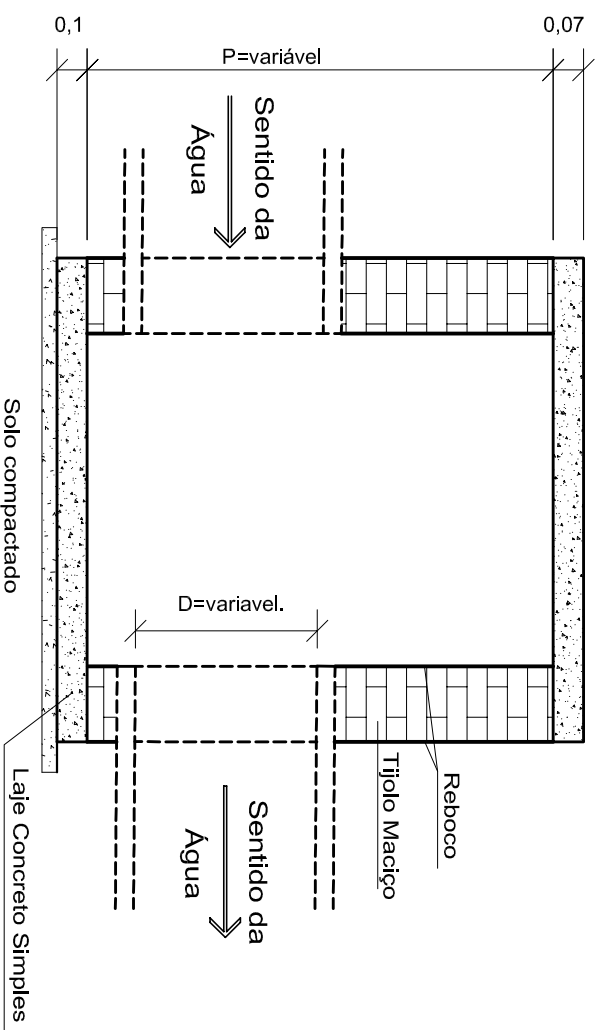 0,1
P=variável
0,07
Sentido da
Água
D=variavel.
Reboco
Tijolo Maciço
Sentido da
Água
Solo compactado
Laje Concreto Simples